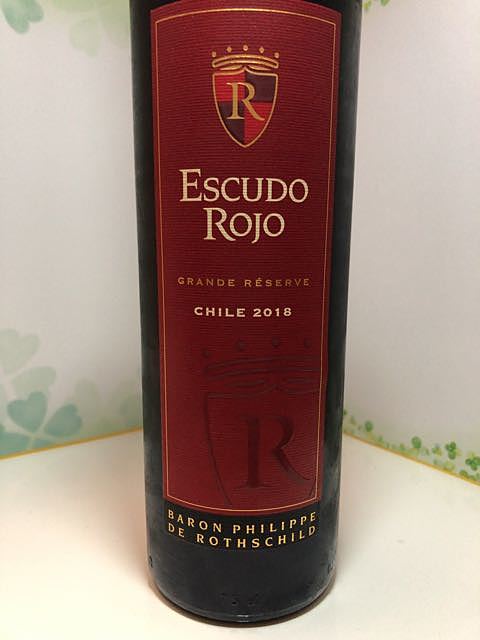 R
ESCUDO
ROJO
GRANDE RÉSERVE
CHILE 2018
R
BARON PHILIPPE
DE ROTHSCHILD